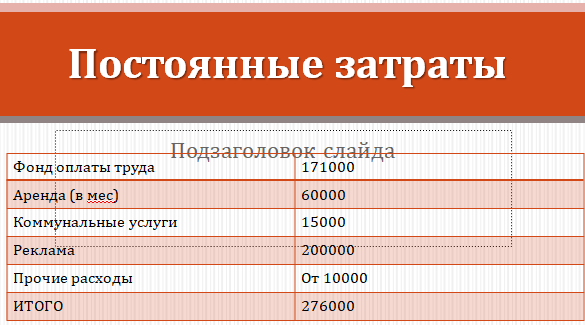 Постоянные затраты
Подзаголовок слайда
Фонд оплаты труда 171000
Аренда (в мес) 60000
Коммунальные услуги 15000
Реклама 200000
Прочие расходы От 10000
ИТОГО 276000